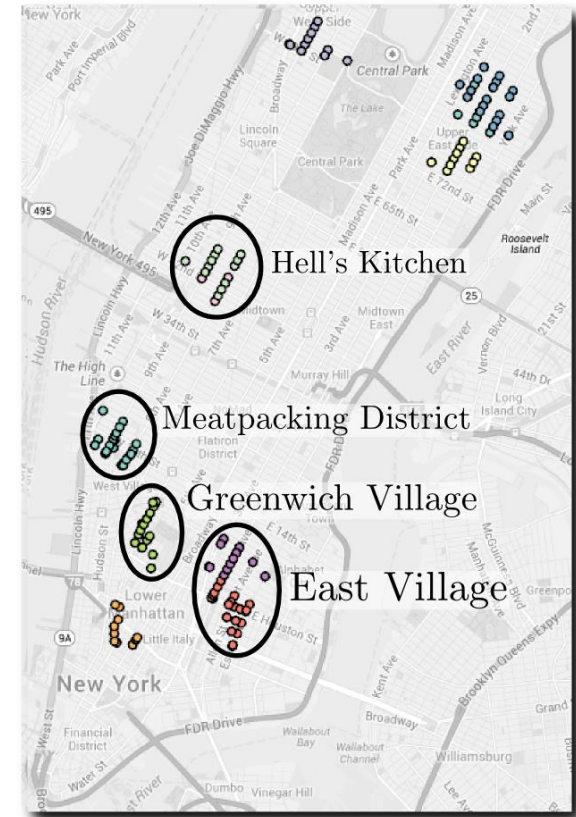 New York
Upper
West Side
Park Ave
Port Imperial Blvd
Central Park
Madison Ave
Lexington Ave
2nd
Broadway
Joe DiMaggio Hwy
The Lake
Lincoln
Square
Central Park
Park Ave
Upper
East Side
York Ave
E 72nd St
FDR Drive
Main St
495
12th Ave
11th Ave
10th Ave
Madison Ave
E 65th St
Roosevelt
Island
New York 495
Hell's Kitchen
Hudson River
Lincoln Hwy
11th Ave
W 34th St
Midtown
Midtown
East
25
21st St
The High
Line
9th Ave
7th Ave
5th Ave
3rd Ave
East River
Vernon Blvd
Murray Hill
44th Dr
Long
Island City
Meatpacking District
Flatiron
District
FDR Drive
West Village
Greenwich Village
Lincoln Hwy
Hudson St
Broadway
E 14th St
East Village
78
Lower
Manhattan
E Houston St
9A
Little Italy
Brooklyn Queens Expy
New York
Kent Ave
Grand
West St
Financial
District
FDR Drive
Broadway
Wallabout
Bay
Wallabout
Channel
Williamsburg
Water St
Dumbo
Vinegar Hill